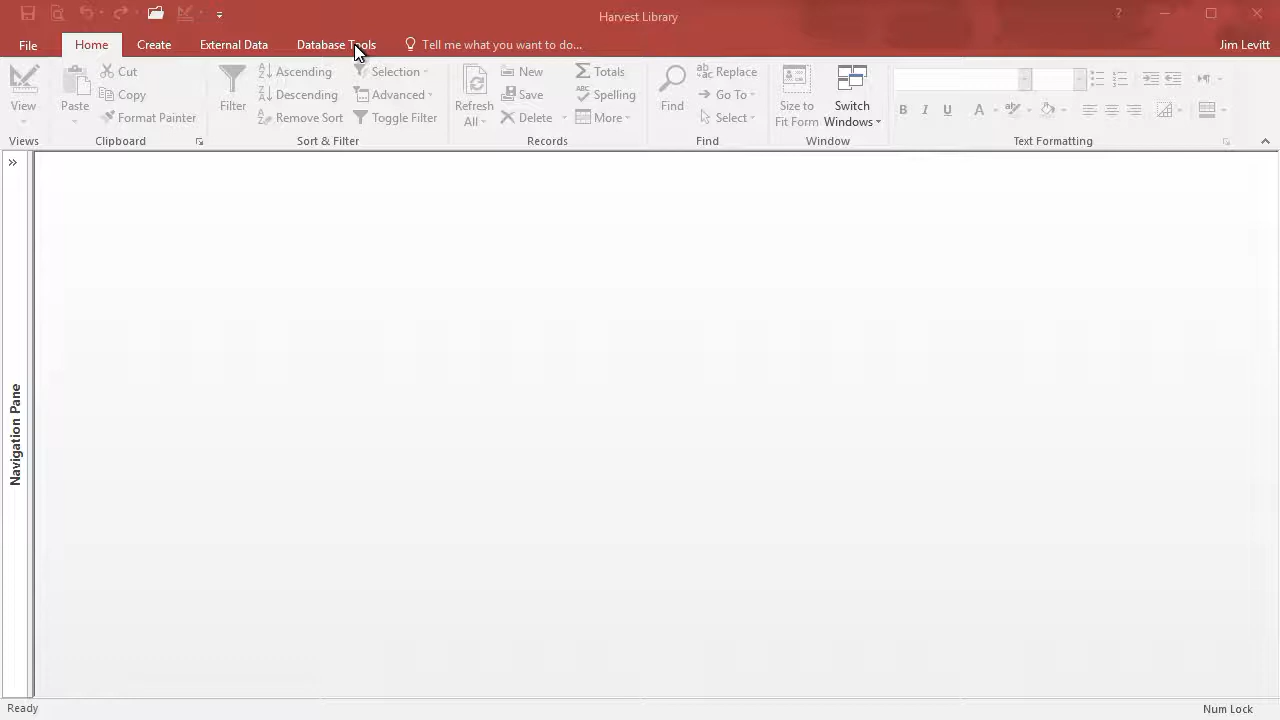 Harvest Library
?
File Home Create External Data Database Tools Tell me what you want to do... Jim Levitt
View
Paste
Cut
Copy
Format Painter
Filter
Ascending
Descending
Remove Sort
Selection
Advanced
Toggle Filter
Refresh
All
New
Save
Delete
Totals
Spelling
More
Find
Replace
Go To
Select
Size to
Fit Form
Switch
Windows
B I U A
Views Clipboard Sort & Filter Records Find Window Text Formatting
Navigation Pane
Ready Num Lock